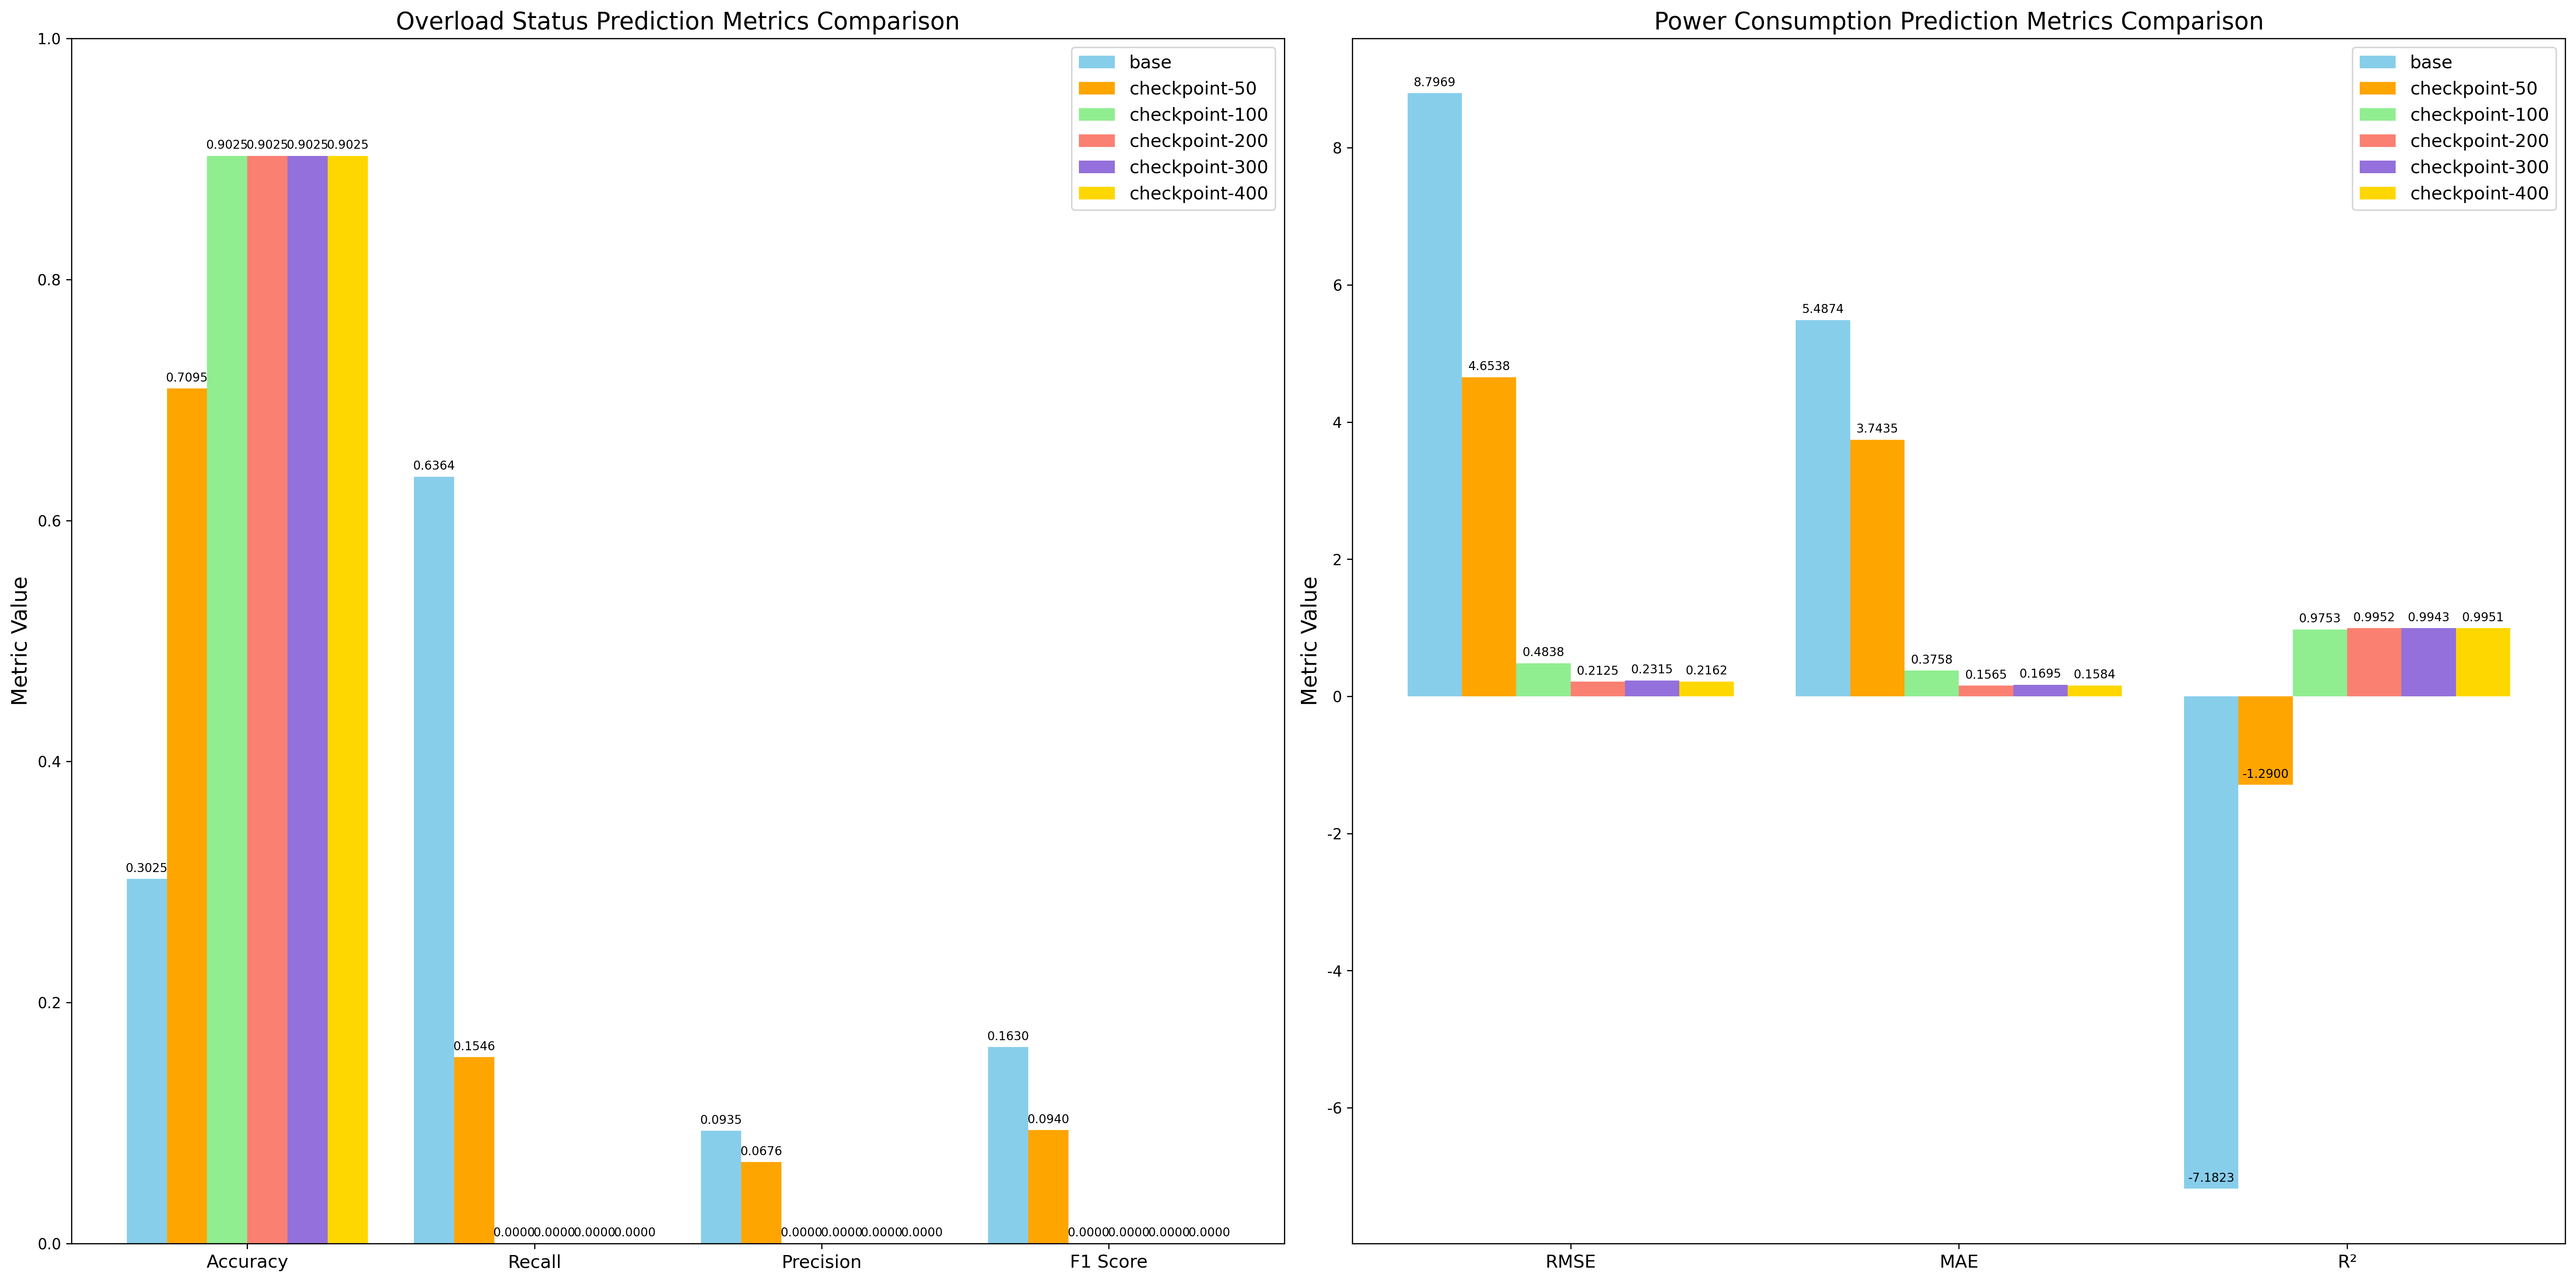 Overload Status Prediction Metrics Comparison
Metric Value
1.0
0.8
0.6
0.4
0.2
0.0
base
checkpoint-50
checkpoint-100
checkpoint-200
checkpoint-300
checkpoint-400
0.3025
0.7095
0.9025
0.9025
0.9025
0.9025
0.6364
0.1546
0.0000
0.0000
0.0000
0.0000
0.0935
0.0676
0.0000
0.0000
0.0000
0.0000
0.1630
0.0940
0.0000
0.0000
0.0000
0.0000
Accuracy
Recall
Precision
F1 Score
Power Consumption Prediction Metrics Comparison
Metric Value
8
6
4
2
0
-2
-4
-6
base
checkpoint-50
checkpoint-100
checkpoint-200
checkpoint-300
checkpoint-400
8.7969
4.6538
0.4838
0.2125
0.2315
0.2162
5.4874
3.7435
0.3758
0.1565
0.1695
0.1584
-7.1823
-1.2900
0.9753
0.9952
0.9943
0.9951
RMSE
MAE
R²